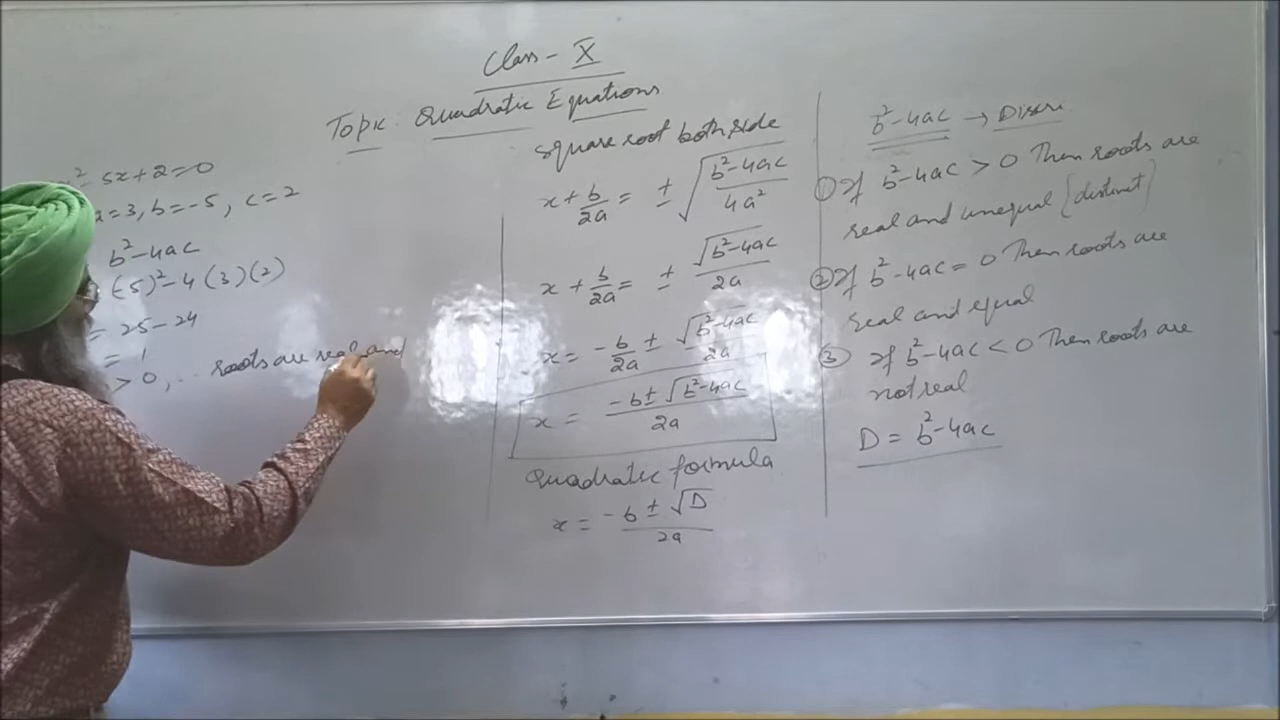 Class - X
Topic: Quadratic Equations
x² - 5x + 2 = 0
a = 3, b = -5, c = 2
b² - 4ac
(-5)² - 4(3)(2)
= 25 - 24
= 1
> 0, ∴ roots are real and
square root both side
x + b/2a = ± √(b² - 4ac / 4a²)
x + b/2a = ± √(b² - 4ac) / 2a
x = -b/2a ± √(b² - 4ac) / 2a
x = (-b ± √(b² - 4ac)) / 2a
Quadratic formula
x = (-b ± √D) / 2a
b² - 4ac → Discri
① If b² - 4ac > 0 Then roots are
real and unequal (distinct)
② If b² - 4ac = 0 Then roots are
real and equal
③ If b² - 4ac < 0 Then roots are
not real
D = b² - 4ac